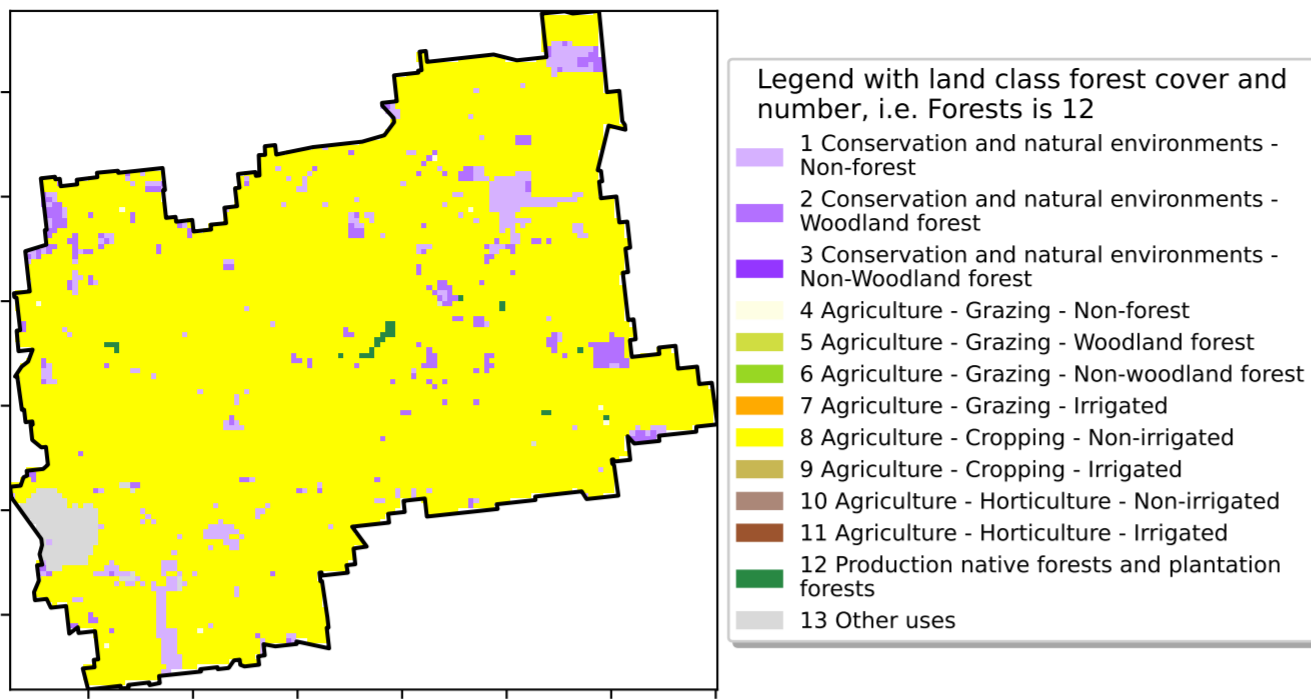 Legend with land class forest cover and
number, i.e. Forests is 12
1 Conservation and natural environments -
Non-forest
2 Conservation and natural environments -
Woodland forest
3 Conservation and natural environments -
Non-Woodland forest
4 Agriculture - Grazing - Non-forest
5 Agriculture - Grazing - Woodland forest
6 Agriculture - Grazing - Non-woodland forest
7 Agriculture - Grazing - Irrigated
8 Agriculture - Cropping - Non-irrigated
9 Agriculture - Cropping - Irrigated
10 Agriculture - Horticulture - Non-irrigated
11 Agriculture - Horticulture - Irrigated
12 Production native forests and plantation
forests
13 Other uses